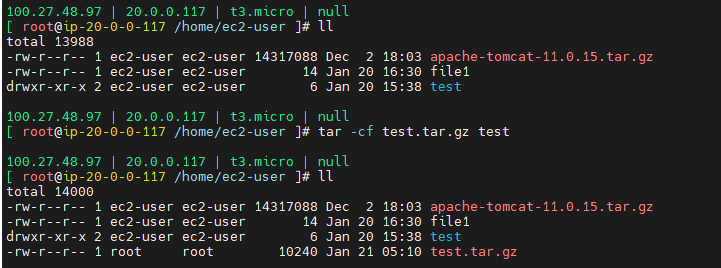 100.27.48.97 | 20.0.0.117 | t3.micro | null
[ root@ip-20-0-0-117 /home/ec2-user ]# ll
total 13988
-rw-r--r-- 1 ec2-user ec2-user 14317088 Dec  2 18:03 apache-tomcat-11.0.15.tar.gz
-rw-r--r-- 1 ec2-user ec2-user       14 Jan 20 16:30 file1
drwxr-xr-x 2 ec2-user ec2-user        6 Jan 20 15:38 test
100.27.48.97 | 20.0.0.117 | t3.micro | null
[ root@ip-20-0-0-117 /home/ec2-user ]# tar -cf test.tar.gz test
100.27.48.97 | 20.0.0.117 | t3.micro | null
[ root@ip-20-0-0-117 /home/ec2-user ]# ll
total 14000
-rw-r--r-- 1 ec2-user ec2-user 14317088 Dec  2 18:03 apache-tomcat-11.0.15.tar.gz
-rw-r--r-- 1 ec2-user ec2-user       14 Jan 20 16:30 file1
drwxr-xr-x 2 ec2-user ec2-user        6 Jan 20 15:38 test
-rw-r--r-- 1 root     root        10240 Jan 21 05:10 test.tar.gz